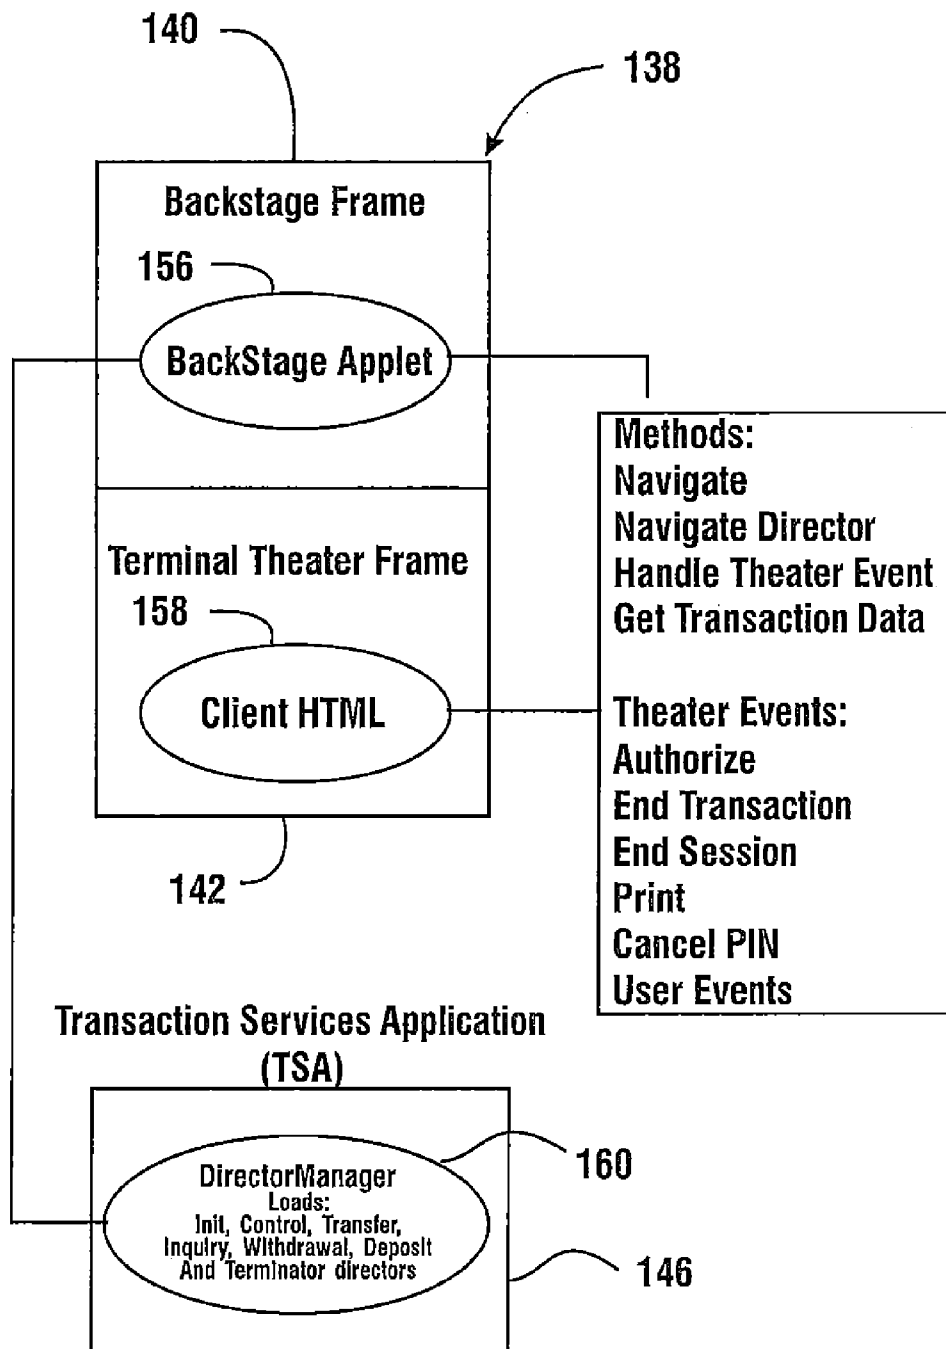 140
138
Backstage Frame
156
BackStage Applet
Methods:
Navigate
Navigate Director
Handle Theater Event
Get Transaction Data
Terminal Theater Frame
158
Client HTML
Theater Events:
Authorize
End Transaction
End Session
Print
Cancel PIN
User Events
142
Transaction Services Application
(TSA)
DirectorManager
Loads:
Init, Control, Transfer,
Inquiry, Withdrawal, Deposit
And Terminator directors
160
146